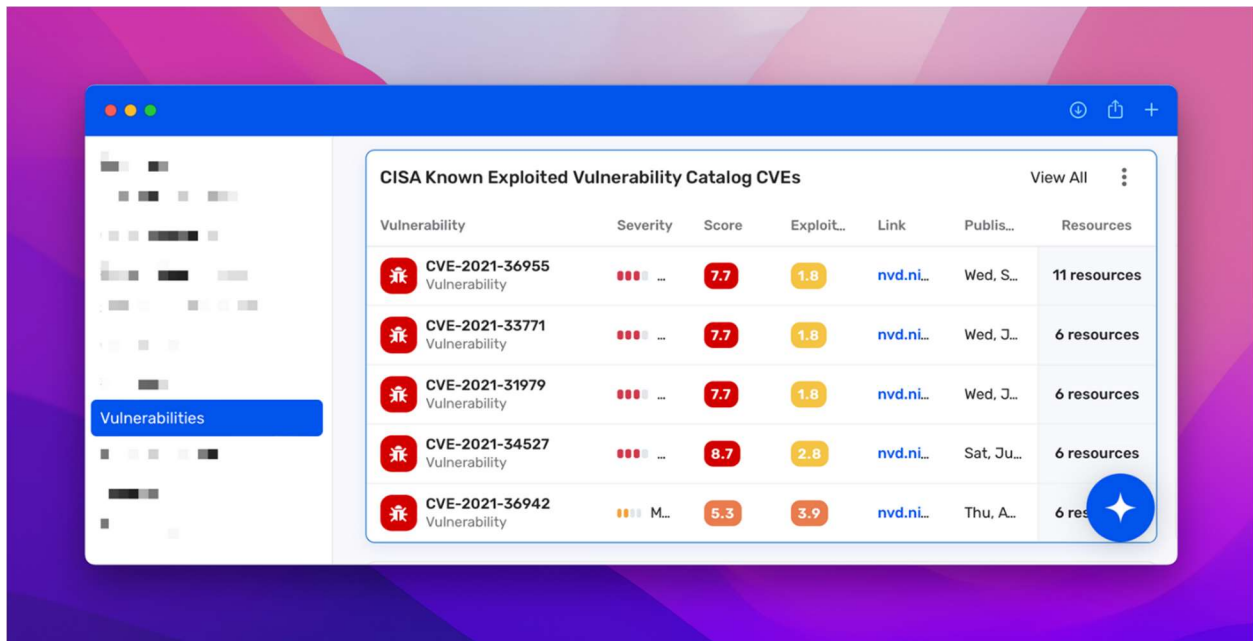 CISA Known Exploited Vulnerability Catalog CVEs View All
Vulnerability Severity Score Exploit... Link Publis... Resources
CVE-2021-36955 ... 7.7 1.8 nvd.ni... Wed, S... 11 resources
Vulnerability
CVE-2021-33771 ... 7.7 1.8 nvd.ni... Wed, J... 6 resources
Vulnerability
CVE-2021-31979 ... 7.7 1.8 nvd.ni... Wed, J... 6 resources
Vulnerability
Vulnerabilities
CVE-2021-34527 ... 8.7 2.8 nvd.ni... Sat, Ju... 6 resources
Vulnerability
CVE-2021-36942 M... 5.3 3.9 nvd.ni... Thu, A... 6 res
Vulnerability